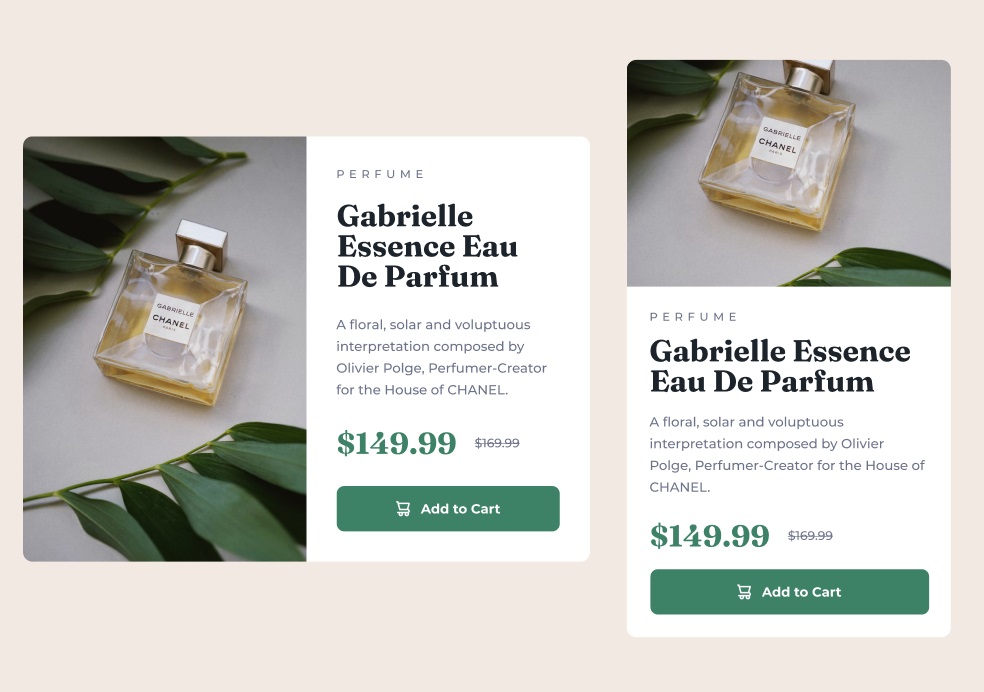 GABRIELLE
CHANEL
PARIS
PERFUME
Gabrielle
Essence Eau
De Parfum
A floral, solar and voluptuous
interpretation composed by
Olivier Polge, Perfumer-Creator
for the House of CHANEL.
$149.99 $169.99
Add to Cart
GABRIELLE
CHANEL
PARIS
PERFUME
Gabrielle Essence
Eau De Parfum
A floral, solar and voluptuous
interpretation composed by Olivier
Polge, Perfumer-Creator for the House of
CHANEL.
$149.99 $169.99
Add to Cart